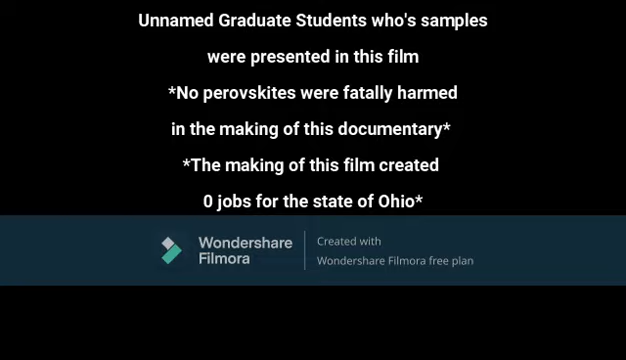 Unnamed Graduate Students who's samples
were presented in this film
*No perovskites were fatally harmed
in the making of this documentary*
*The making of this film created
0 jobs for the state of Ohio*
Wondershare
Filmora
Created with
Wondershare Filmora free plan